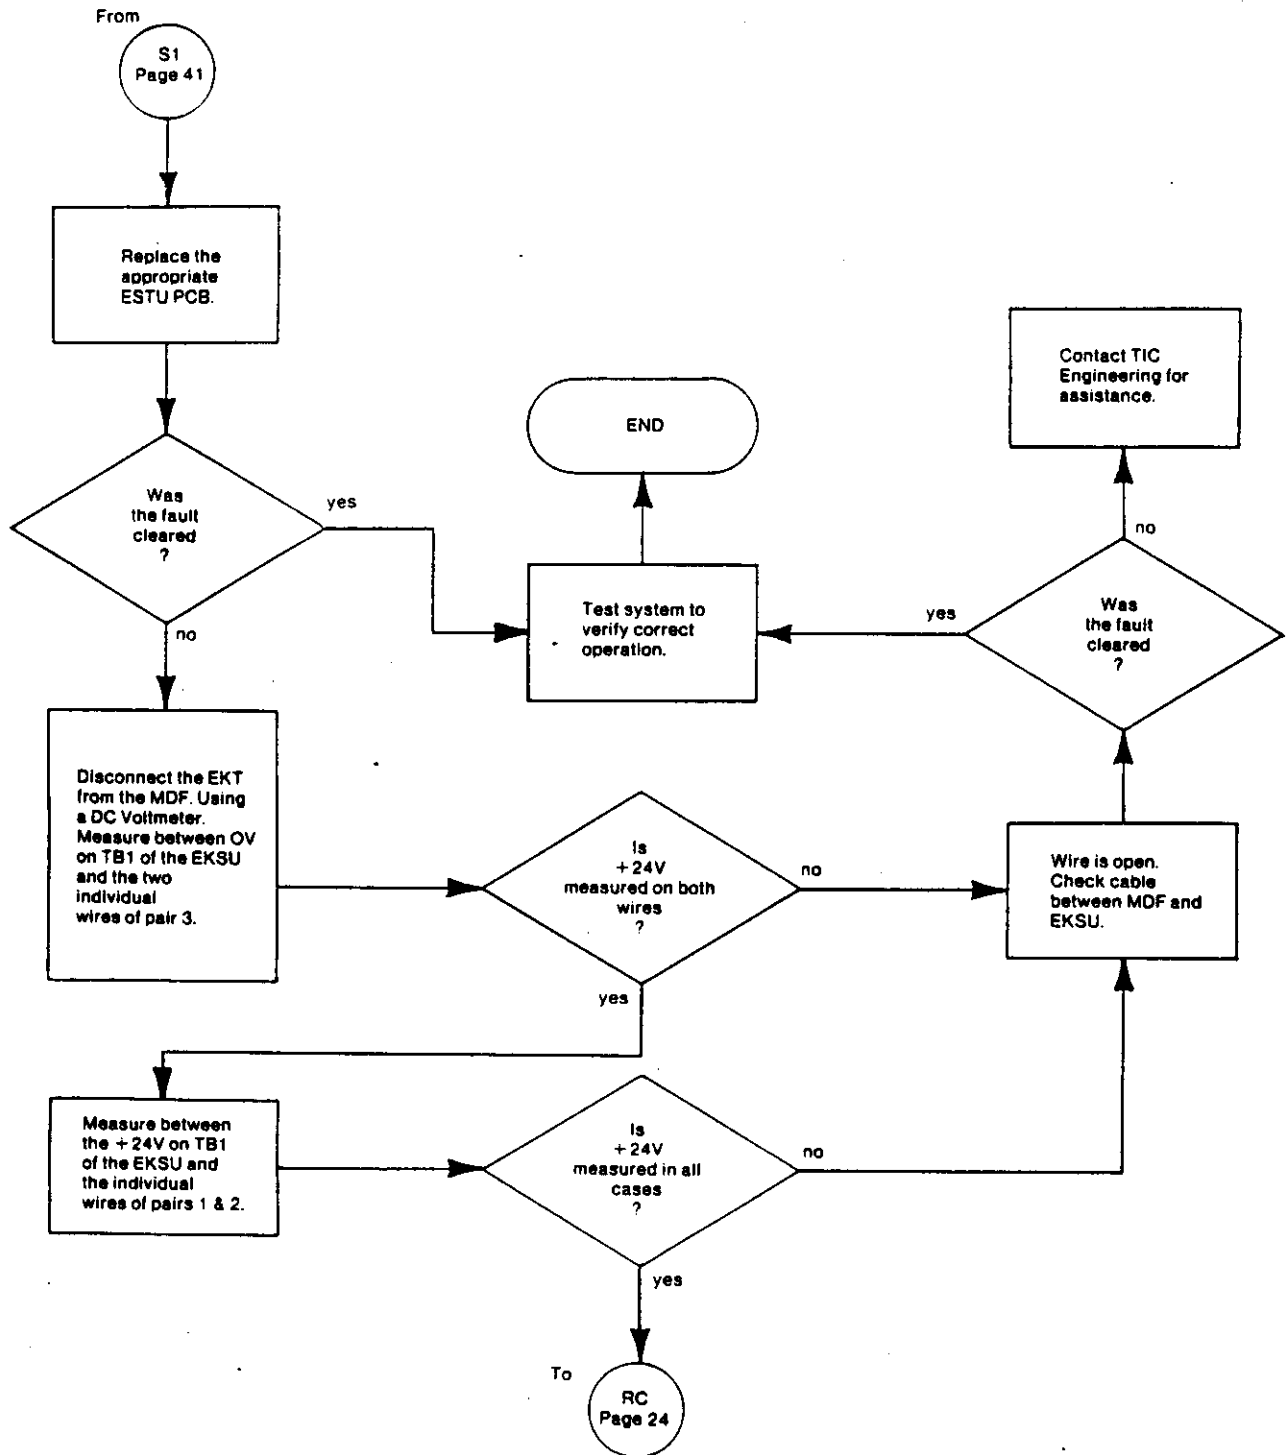 From
S1
Page 41
Replace the
appropriate
ESTU PCB.
Was
the fault
cleared
?
yes
no
END
Test system to
verify correct
operation.
Contact TIC
Engineering for
assistance.
no
Was
the fault
cleared
?
yes
Disconnect the EKT
from the MDF. Using
a DC Voltmeter.
Measure between OV
on TB1 of the EKSU
and the two
individual
wires of pair 3.
Is
+24V
measured on both
wires
?
no
yes
Wire is open.
Check cable
between MDF and
EKSU.
Measure between
the +24V on TB1
of the EKSU and
the individual
wires of pairs 1 & 2.
Is
+24V
measured in all
cases
?
no
yes
To
RC
Page 24